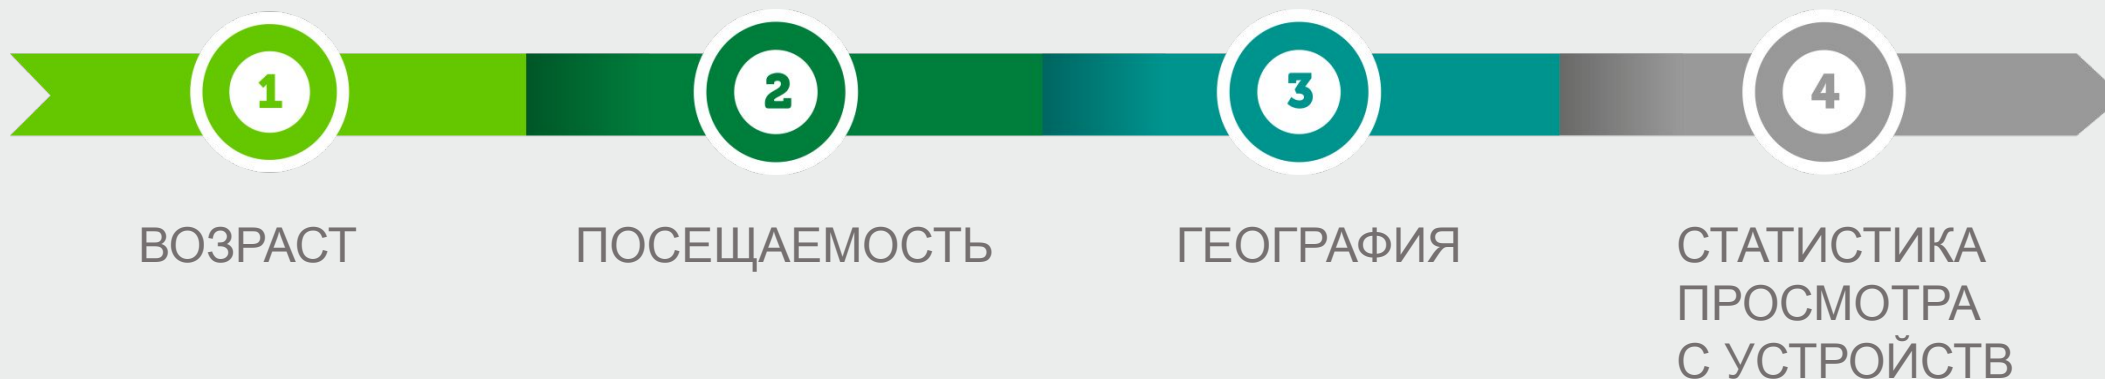 1 2 3 4
ВОЗРАСТ ПОСЕЩАЕМОСТЬ ГЕОГРАФИЯ СТАТИСТИКА
ПРОСМОТРА
С УСТРОЙСТВ